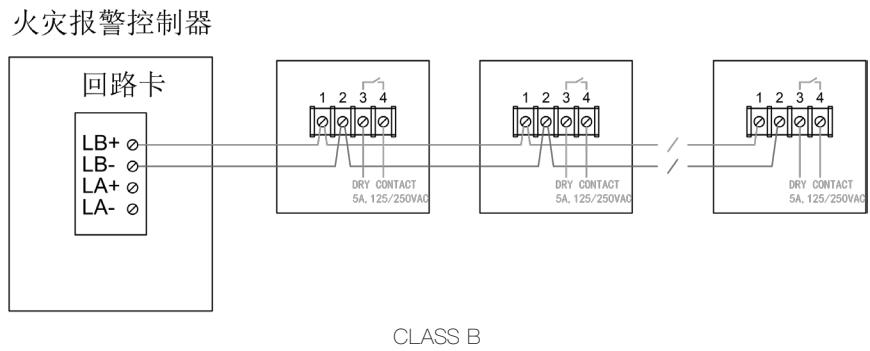 火灾报警控制器
回路卡
LB+
LB-
LA+
LA-
1 2 3 4
DRY CONTACT
5A, 125/250VAC
1 2 3 4
DRY CONTACT
5A, 125/250VAC
1 2 3 4
DRY CONTACT
5A, 125/250VAC
CLASS B